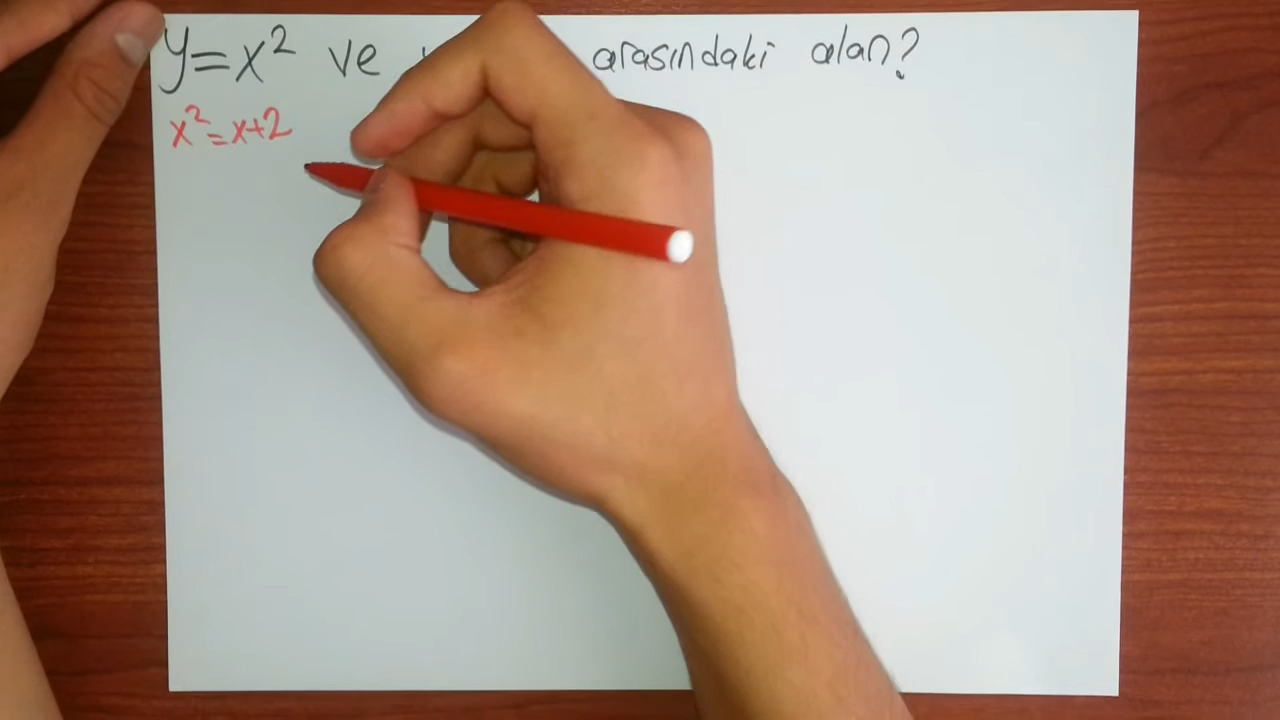 y=x² ve arasındaki alan?
x²=x+2